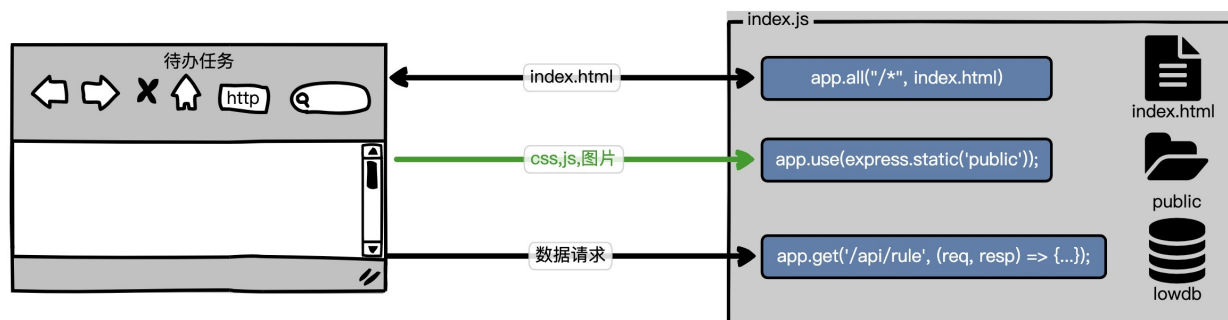 index.js
待办任务
http
index.html
app.all("/*", index.html)
index.html
css,js,图片
app.use(express.static('public'));
public
数据请求
app.get('/api/rule', (req, resp) => {...});
lowdb